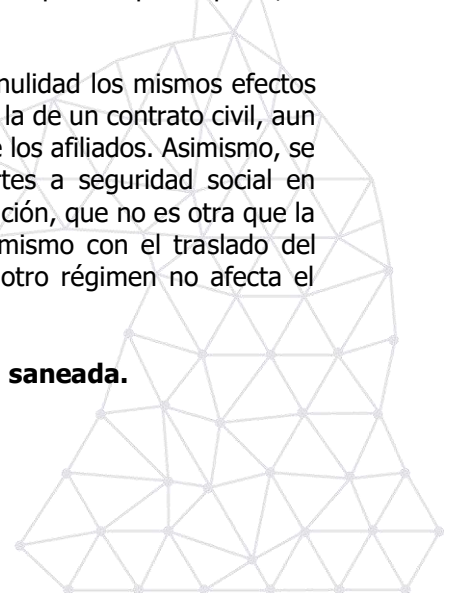 nulidad los mismos efectos
la de un contrato civil, aun
los afiliados. Asimismo, se
tes a seguridad social en
ción, que no es otra que la
mismo con el traslado del
otro régimen no afecta el
saneada.